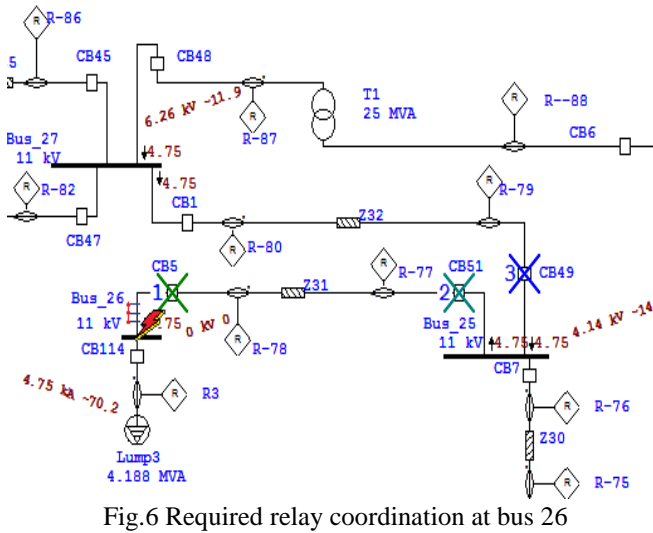 R-86
5
CB45
CB48
6.26 kV ~11.9
R-87
T1
25 MVA
R--88
CB6
Bus_27
11 kV
4.75
4.75
R-82
CB47
CB1
R-80
Z32
R-79
CB5
1
R-78
Z31
R-77
CB51
2
3
CB49
Bus_26
11 kV
.75
0 kV 0
Bus_25
11 kV
4.75
4.75
4.14 kV ~14
CB114
CB7
4.75 kA ~70.2
R
R3
R
R-76
Z30
R
R-75
Lump3
4.188 MVA
Fig.6 Required relay coordination at bus 26